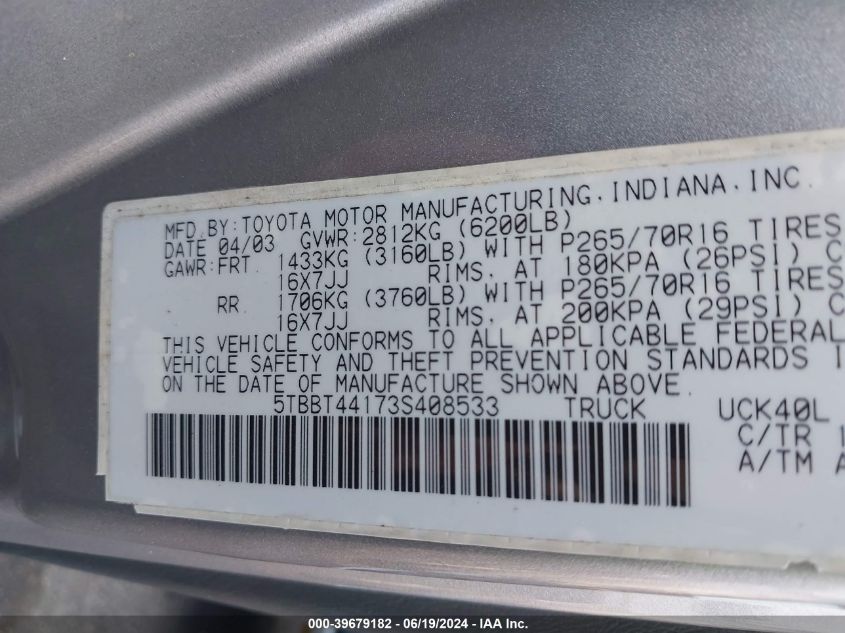 MFD.BY:TOYOTA MOTOR MANUFACTURING.INDIANA.INC.
DATE 04/03 GVWR:2812KG (6200LB)
GAWR:FRT 1433KG (3160LB) WITH P265/70R16 TIRES
16X7JJ RIMS, AT 180KPA (26PSI) C
RR 1706KG (3760LB) WITH P265/70R16 TIRES
16X7JJ RIMS, AT 200KPA (29PSI) C
THIS VEHICLE CONFORMS TO ALL APPLICABLE FEDERAL
VEHICLE SAFETY AND THEFT PREVENTION STANDARDS I
ON THE DATE OF MANUFACTURE SHOWN ABOVE.
5TBBT44173S408533 TRUCK UCK40L
C/TR 1
A/TM A
000-39679182 - 06/19/2024 - IAA Inc.